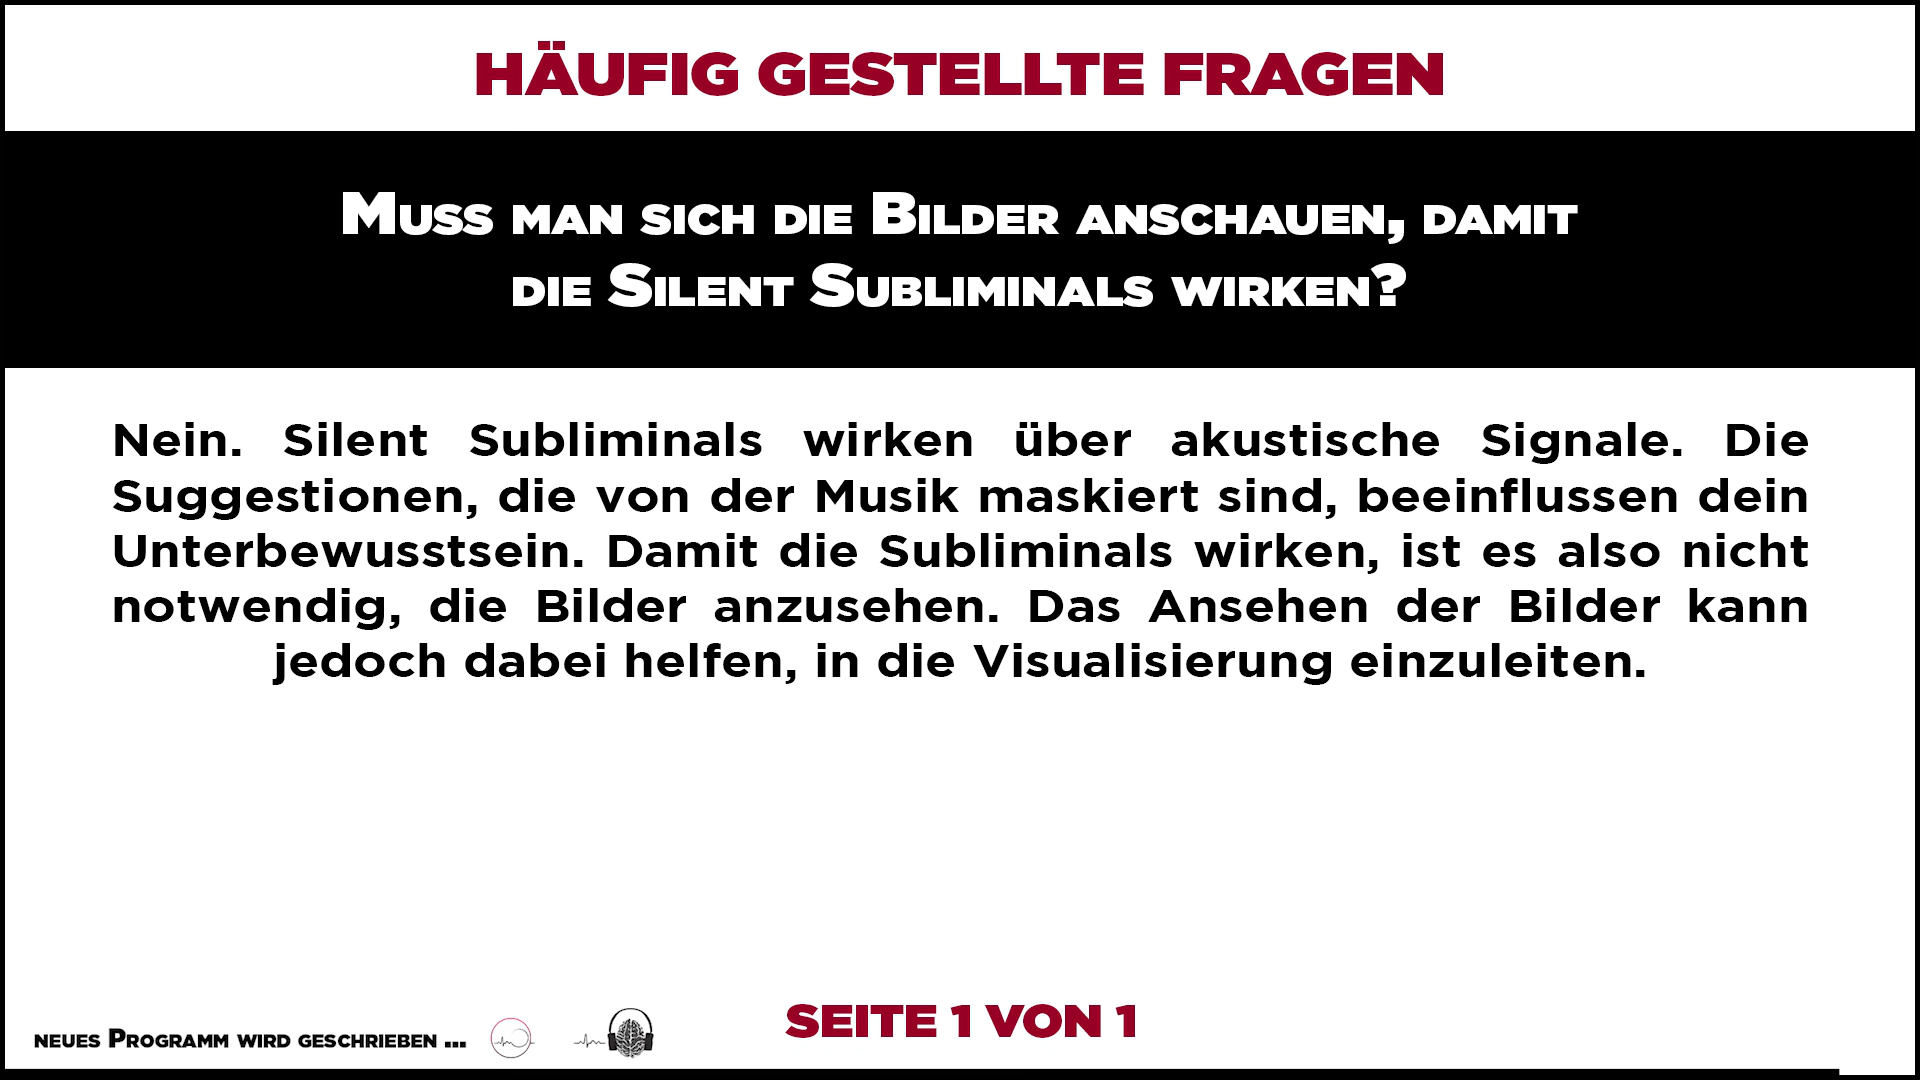 HÄUFIG GESTELLTE FRAGEN
Muss man sich die Bilder anschauen, damit
die Silent Subliminals wirken?
Nein. Silent Subliminals wirken über akustische Signale. Die
Suggestionen, die von der Musik maskiert sind, beeinflussen dein
Unterbewusstsein. Damit die Subliminals wirken, ist es also nicht
notwendig, die Bilder anzusehen. Das Ansehen der Bilder kann
jedoch dabei helfen, in die Visualisierung einzuleiten.
neues Programm wird geschrieben ...
SEITE 1 VON 1